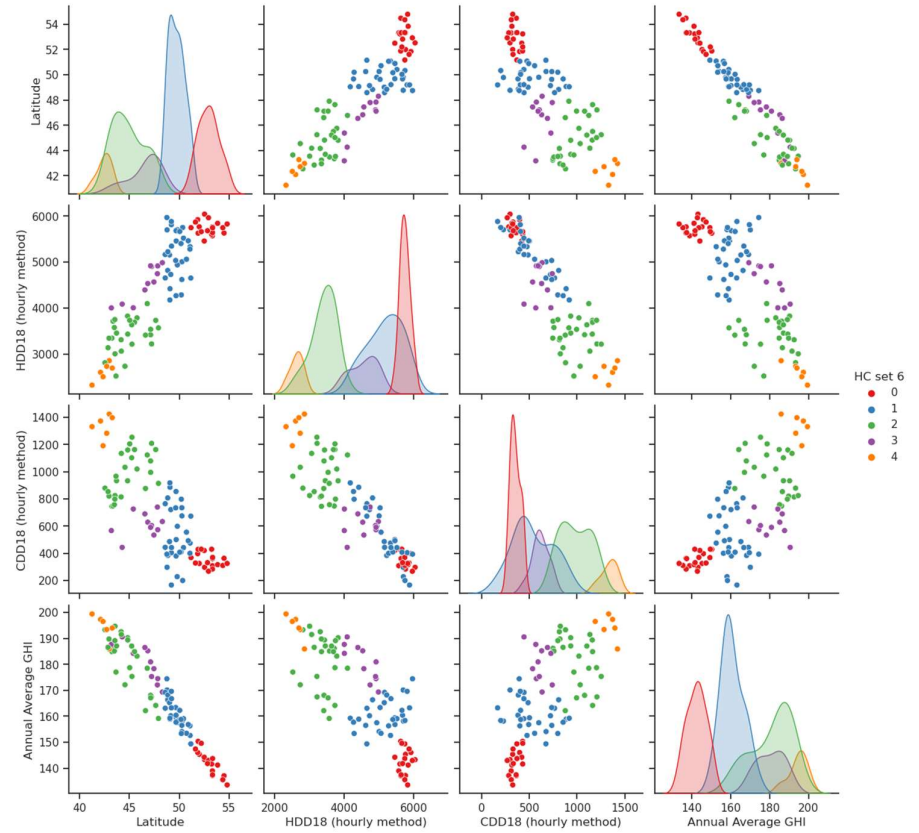 54
52
50
48
46
44
42
Latitude
6000
5000
4000
3000
HDD18 (hourly method)
HC set 6
0
1
2
3
4
1400
1200
1000
800
600
400
200
CDD18 (hourly method)
200
190
180
170
160
150
140
Annual Average GHI
40 45 50 55
Latitude
2000 4000 6000
HDD18 (hourly method)
0 500 1000 1500
CDD18 (hourly method)
140 160 180 200
Annual Average GHI